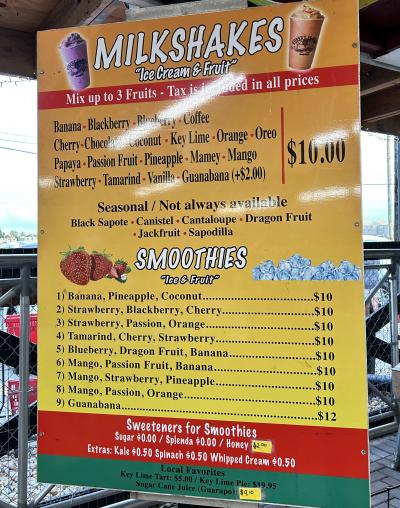 MILKSHAKES
"Ice Cream & Fruit"
Mix up to 3 Fruits - Tax is included in all prices
Banana - Blackberry - Blueberry - Coffee
Cherry - Chocolate - Coconut - Key Lime - Orange - Oreo
Papaya - Passion Fruit - Pineapple - Mamey - Mango
Strawberry - Tamarind - Vanilla - Guanabana (+$2.00)
$10.00
Seasonal / Not always available
Black Sapote - Canistel - Cantaloupe - Dragon Fruit
- Jackfruit - Sapodilla
SMOOTHIES
"Ice & Fruit"
1) Banana, Pineapple, Coconut...$10
2) Strawberry, Blackberry, Cherry...$10
3) Strawberry, Passion, Orange...$10
4) Tamarind, Cherry, Strawberry...$10
5) Blueberry, Dragon Fruit, Banana...$10
6) Mango, Passion Fruit, Banana...$10
7) Mango, Strawberry, Pineapple...$10
8) Mango, Passion, Orange...$10
9) Guanabana...$12
Sweeteners for Smoothies
Sugar $0.00 / Splenda $0.00 / Honey $2.00
Extras: Kale $0.50 Spinach $0.50 Whipped Cream $0.50
Local Favorites
Key Lime Tart: $5.00 / Key Lime Pie: $19.95
Sugar Cane Juice (Guarapo):